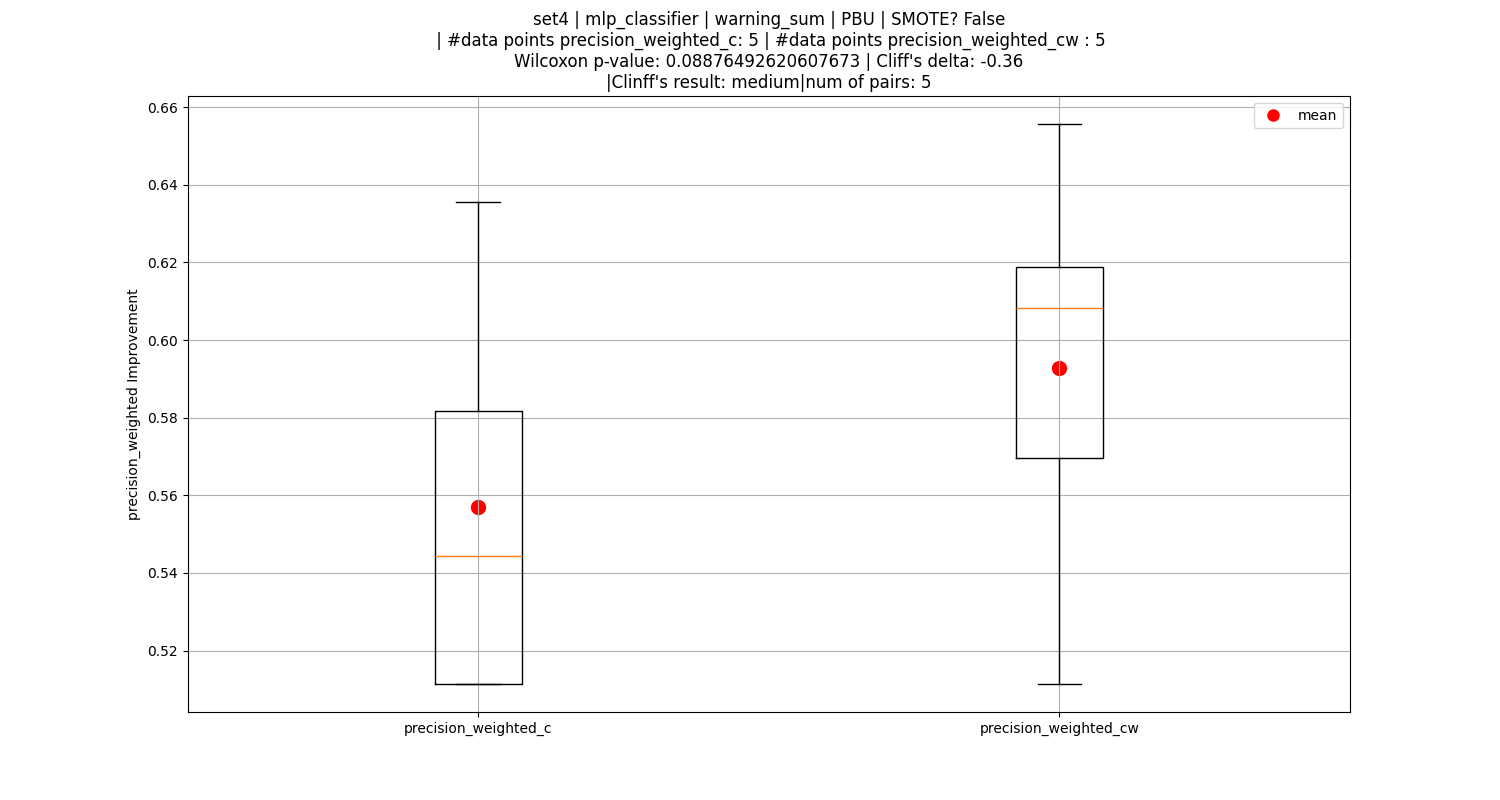 set4 | mlp_classifier | warning_sum | PBU | SMOTE? False
| #data points precision_weighted_c: 5 | #data points precision_weighted_cw : 5
Wilcoxon p-value: 0.08876492620607673 | Cliff's delta: -0.36
|Clinff's result: medium|num of pairs: 5
mean
precision_weighted Improvement
0.66
0.64
0.62
0.60
0.58
0.56
0.54
0.52
precision_weighted_c
precision_weighted_cw